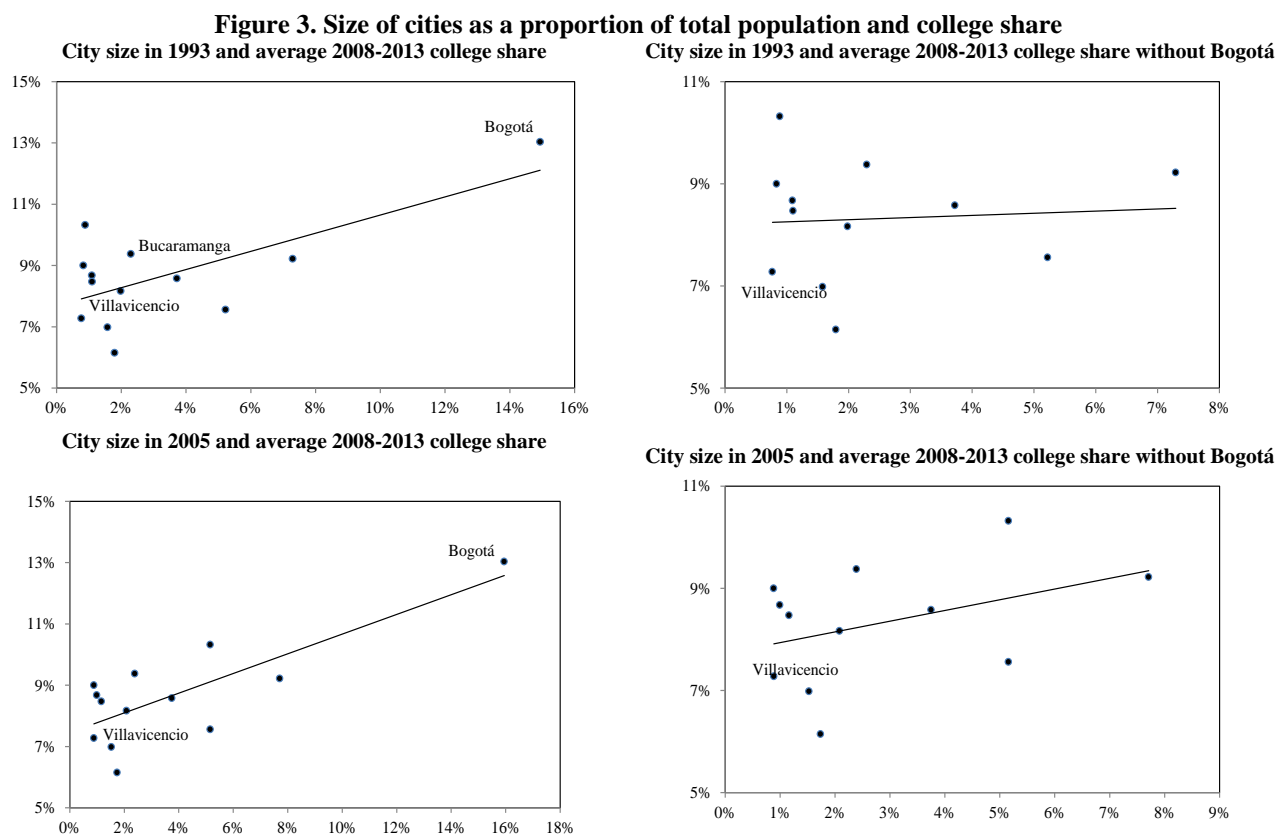 Figure 3. Size of cities as a proportion of total population and college share
City size in 1993 and average 2008-2013 college share
15%
13%
11%
9%
7%
5%
Bogotá
Bucaramanga
Villavicencio
0% 2% 4% 6% 8% 10% 12% 14% 16%
City size in 1993 and average 2008-2013 college share without Bogotá
11%
9%
7%
5%
Villavicencio
0% 1% 2% 3% 4% 5% 6% 7% 8%
City size in 2005 and average 2008-2013 college share
15%
13%
11%
9%
7%
5%
Bogotá
Villavicencio
0% 2% 4% 6% 8% 10% 12% 14% 16% 18%
City size in 2005 and average 2008-2013 college share without Bogotá
11%
9%
7%
5%
Villavicencio
0% 1% 2% 3% 4% 5% 6% 7% 8% 9%